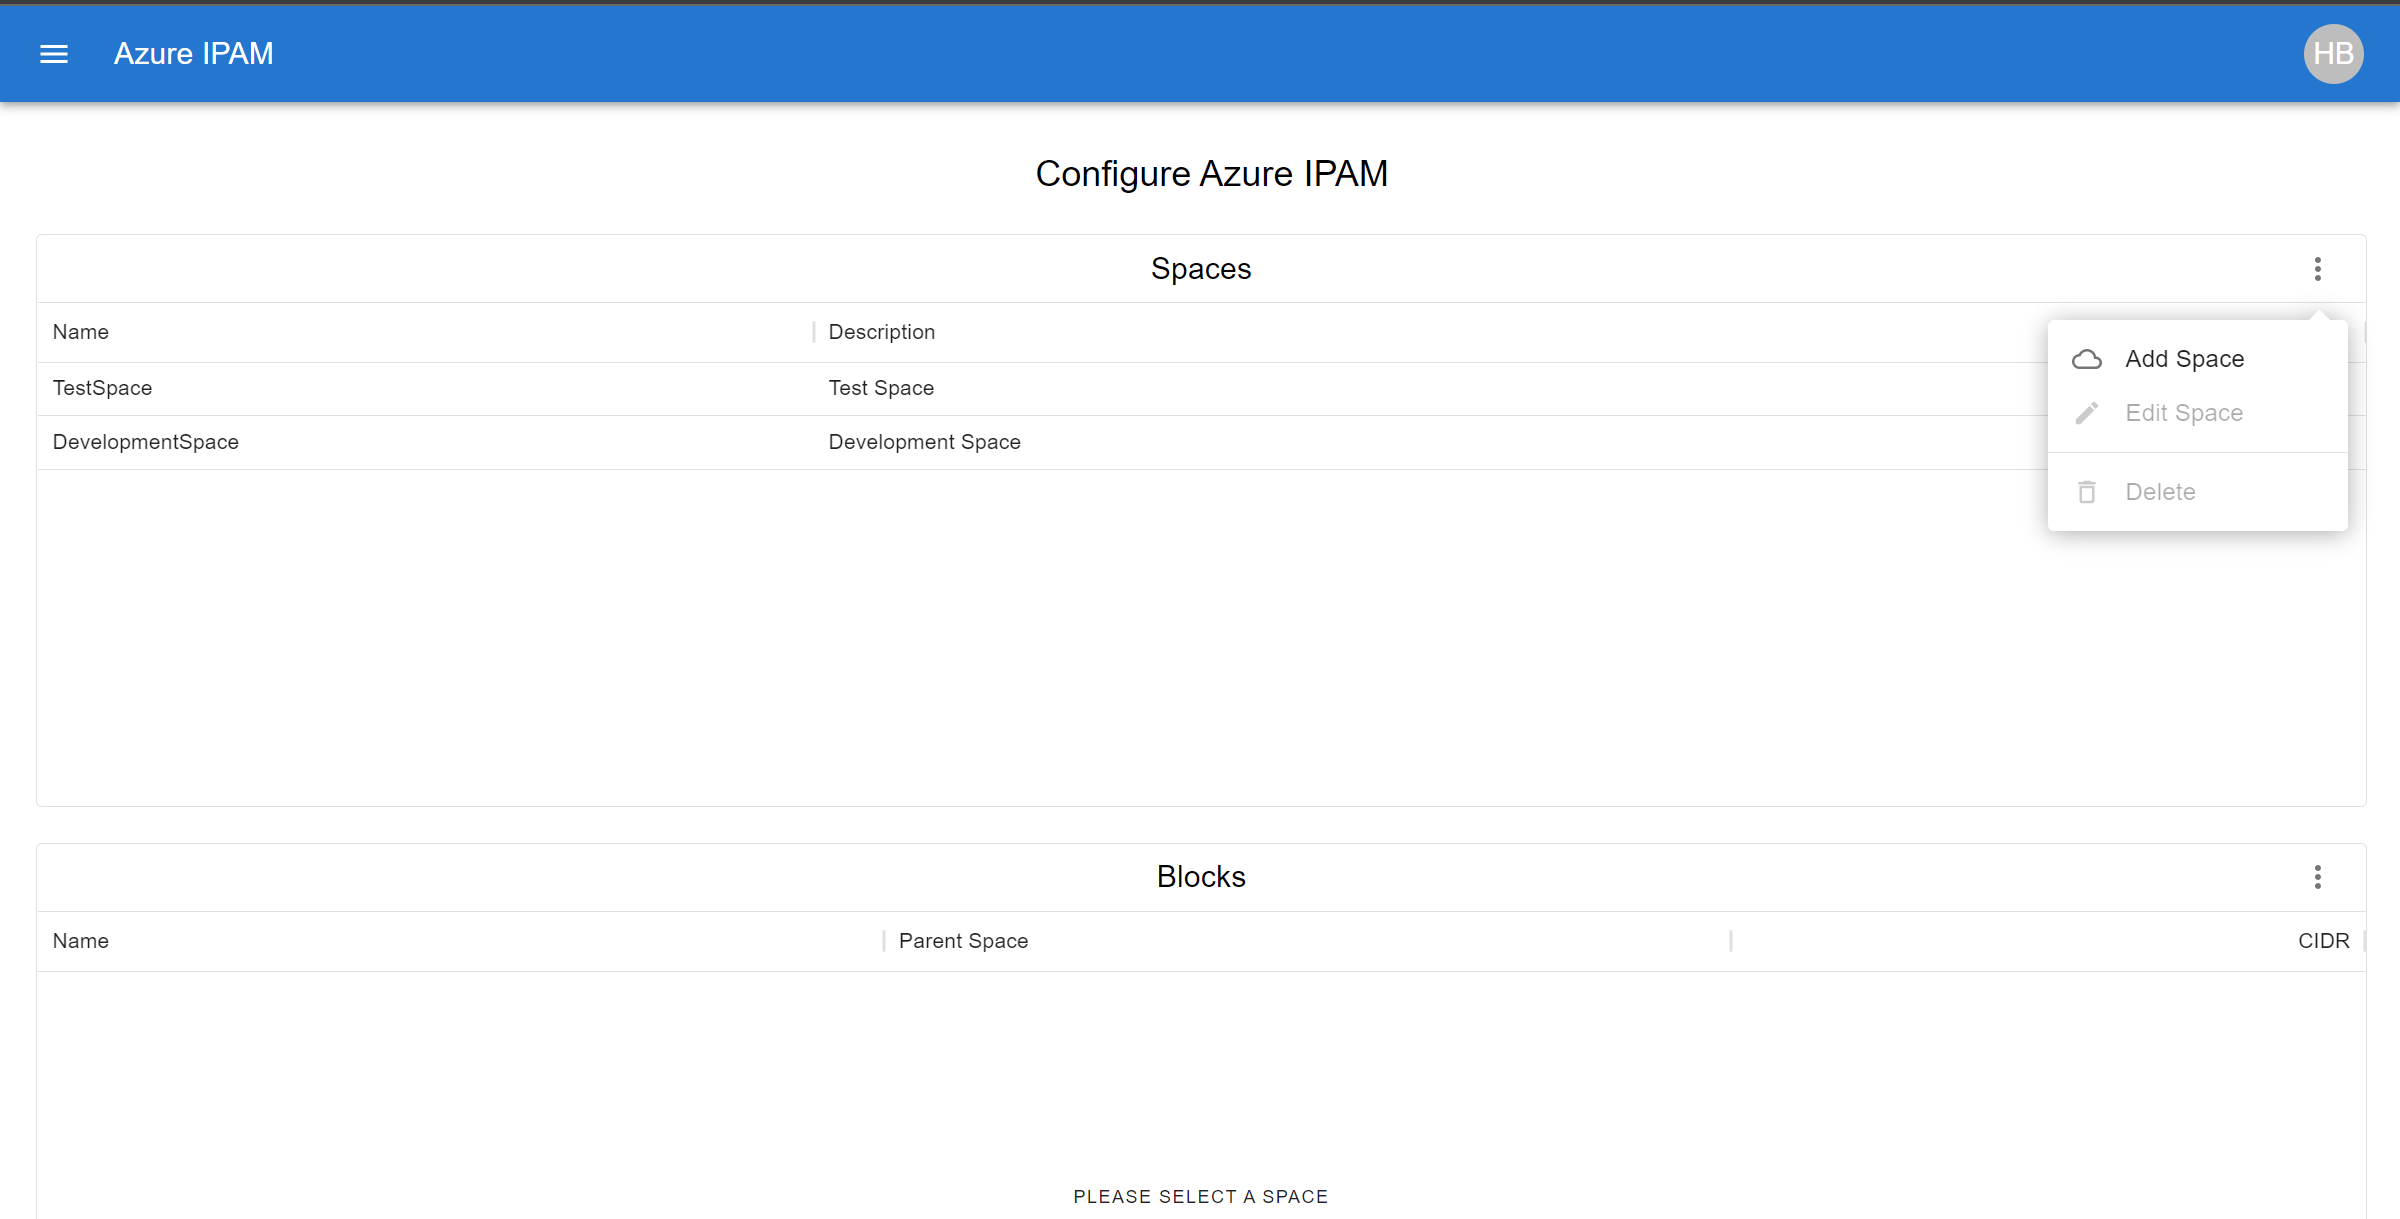 Azure IPAM
HB
Configure Azure IPAM
Spaces
Name Description
TestSpace Test Space
DevelopmentSpace Development Space
Add Space
Edit Space
Delete
Blocks
Name Parent Space CIDR
PLEASE SELECT A SPACE